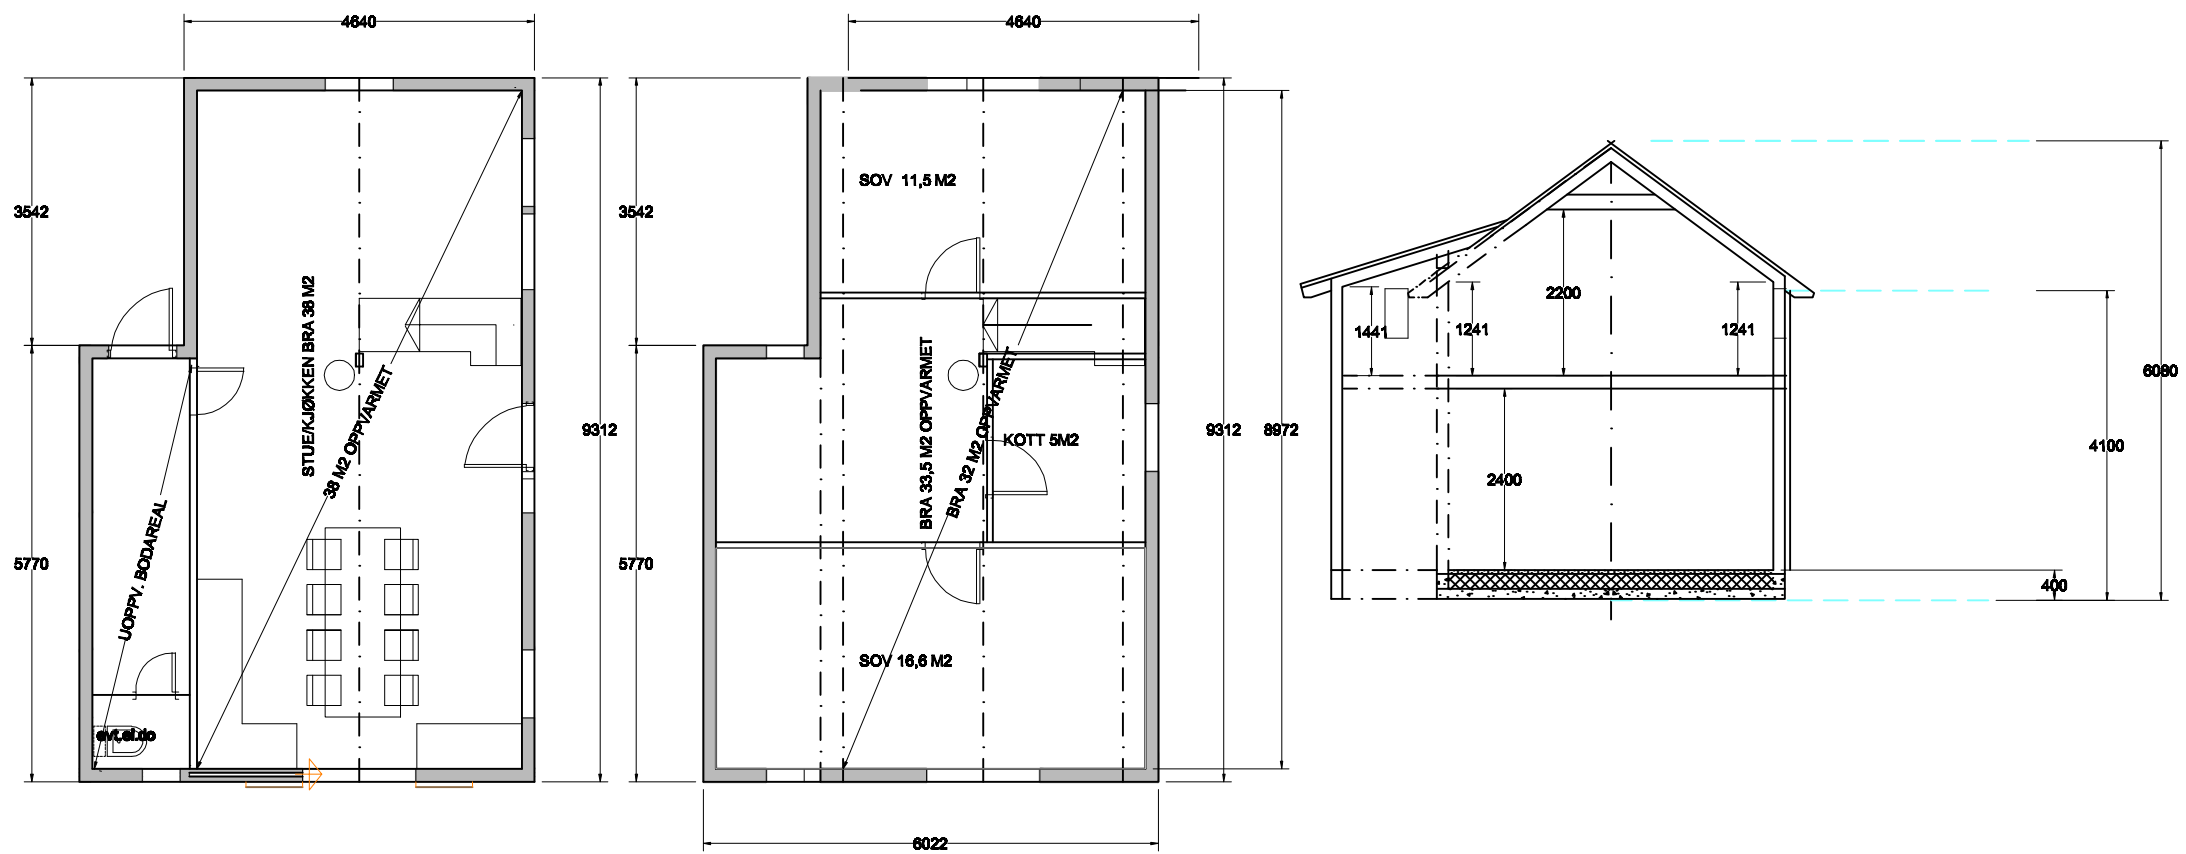 4640
3542
5770
9312
STUE/KJØKKEN BRA 38 M2
38 M2 OPPVARMET
UOPPV. BODAREAL
evt.el.do
4640
3542
5770
SOV 11,5 M2
BRA 33,5 M2 OPPVARMET
BRA 32 M2 OPPVARMET
KOTT 5M2
SOV 16,6 M2
9312
8972
6022
2200
1441
1241
1241
2400
6080
4100
400